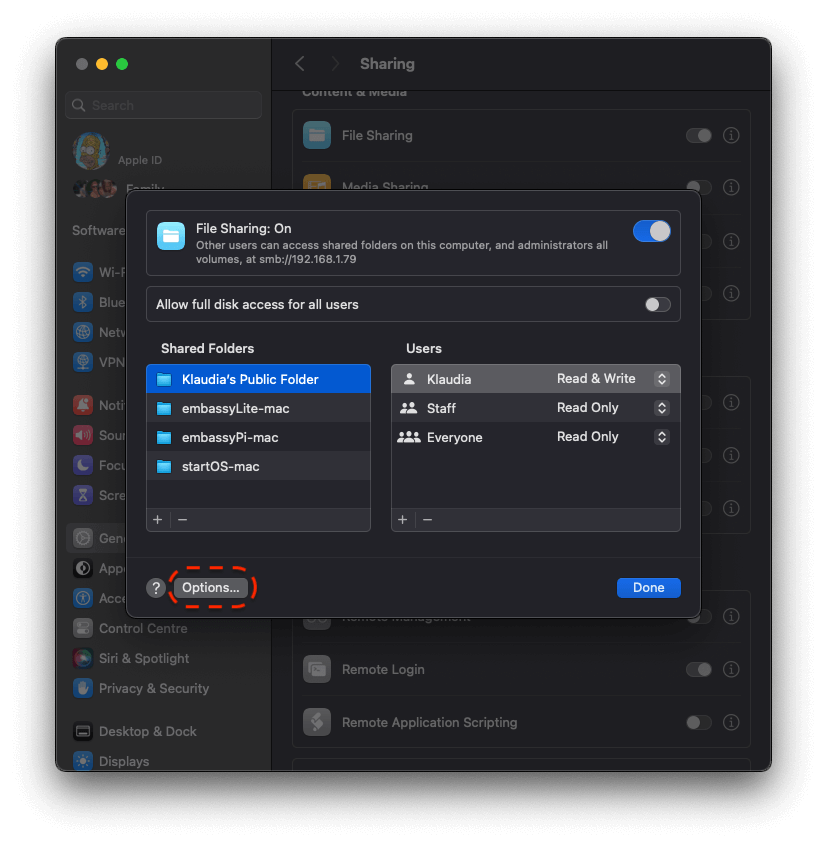 Sharing
Content & Media
Search
File Sharing
Apple ID
Media Sharing
Family
File Sharing: On
Software
Other users can access shared folders on this computer, and administrators all
volumes, at smb://192.168.1.79
Wi-F
Allow full disk access for all users
Blue
Netw
Shared Folders
Users
VPN
Klaudia's Public Folder
Klaudia
Read & Write
Notif
embassyLite-mac
Staff
Read Only
Soun
embassyPi-mac
Everyone
Read Only
Focu
startOS-mac
Scre
Gene
Appe
? Options...
Done
Acce
Control Centre
Remote Management
Siri & Spotlight
Remote Login
Privacy & Security
Remote Application Scripting
Desktop & Dock
Displays